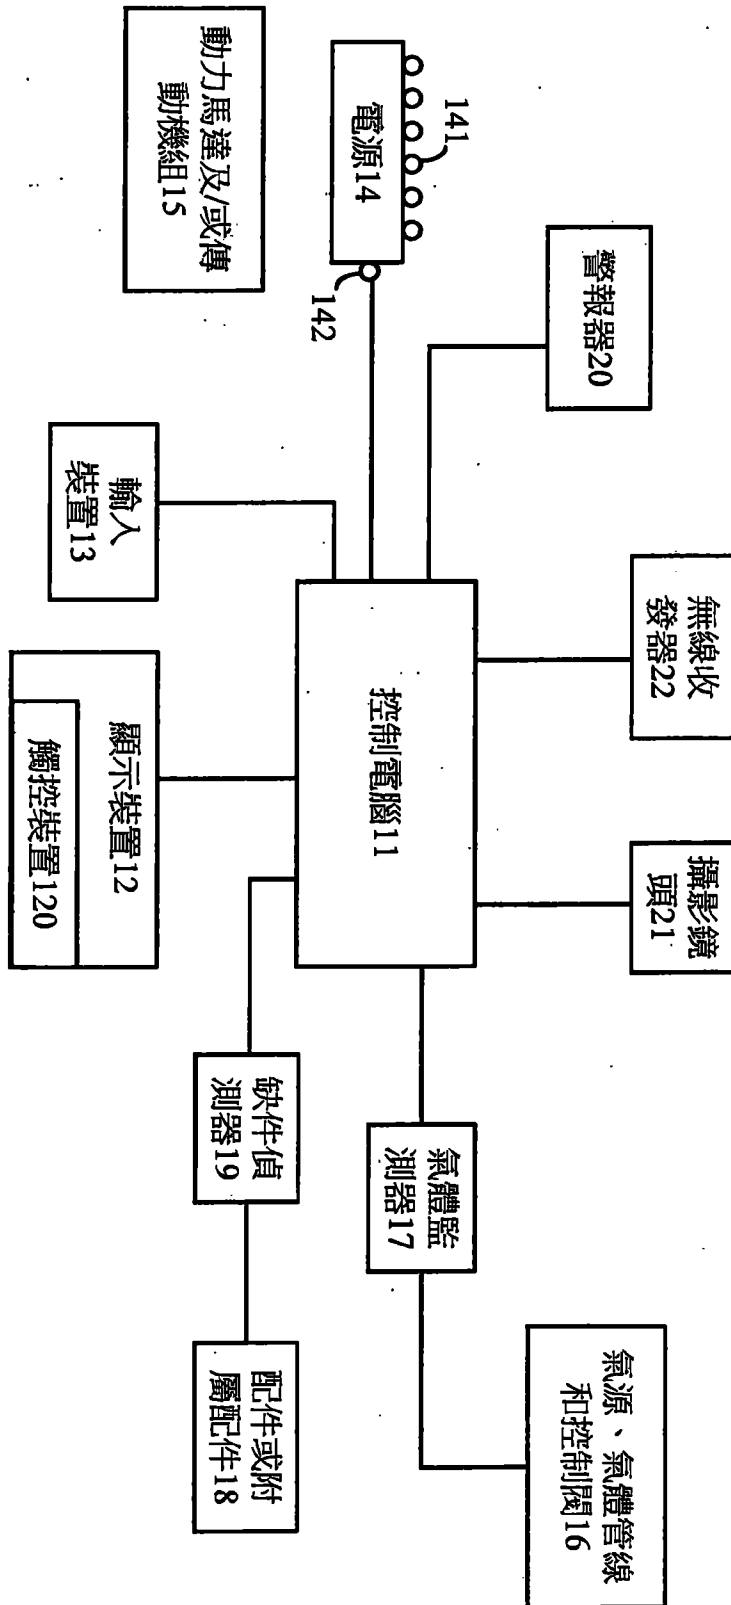 氣源、氣體管線
和控制閥16
攝影鏡
頭21
無線收
發器22
警報器20
141
電源14
142
動力馬達及/或傳
動機組15
控制電腦11
氣體監
測器17
輸入
裝置13
顯示裝置12
觸控裝置120
缺件偵
測器19
配件或附
屬配件18